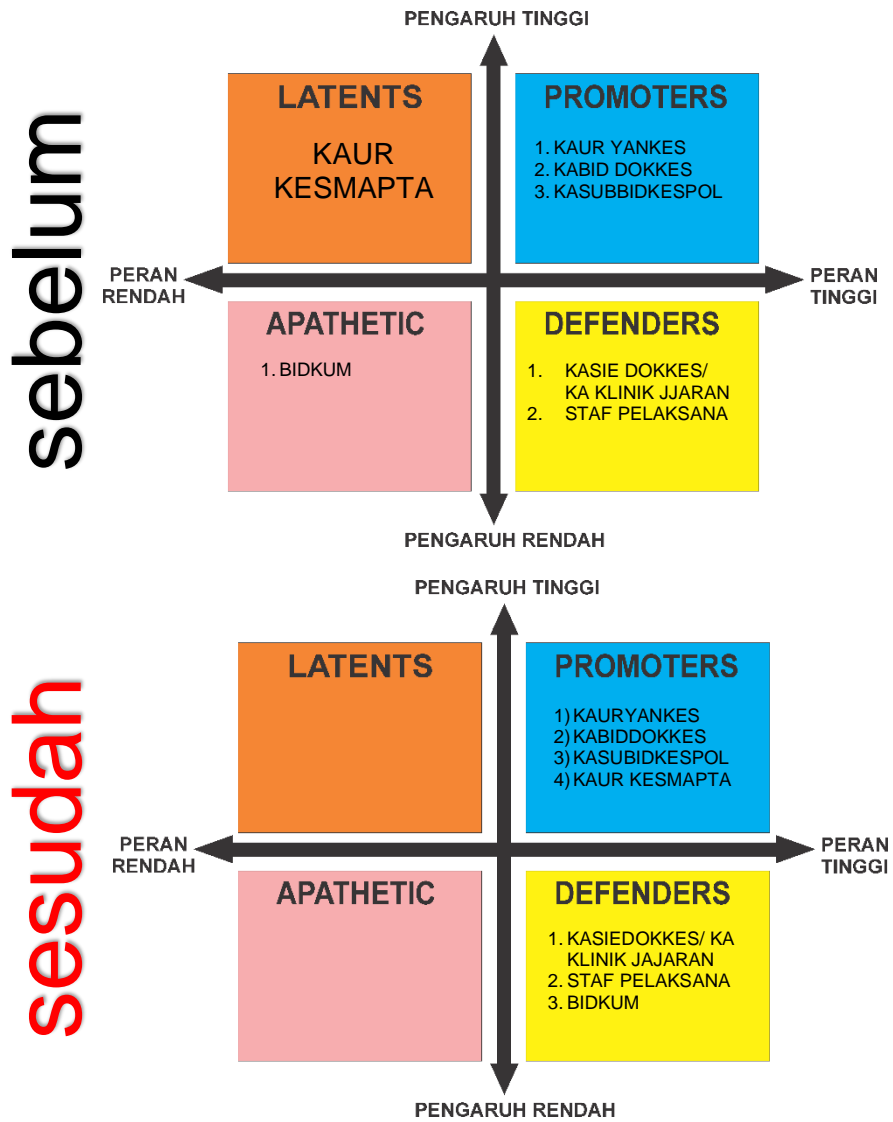 sebelum
PENGARUH TINGGI
LATENTS
KAUR
KESMAPTA
PROMOTERS
1. KAUR YANKES
2. KABID DOKKES
3. KASUBBIDKESPOL
PERAN
RENDAH
PERAN
TINGGI
APATHETIC
1. BIDKUM
DEFENDERS
1. KASIE DOKKES/
KA KLINIK JJARAN
2. STAF PELAKSANA
PENGARUH RENDAH
sesudah
PENGARUH TINGGI
LATENTS
PROMOTERS
1) KAURYANKES
2) KABIDDOKKES
3) KASUBIDKESPOL
4) KAUR KESMAPTA
PERAN
RENDAH
PERAN
TINGGI
APATHETIC
DEFENDERS
1. KASIEDOKKES/ KA
KLINIK JAJARAN
2. STAF PELAKSANA
3. BIDKUM
PENGARUH RENDAH